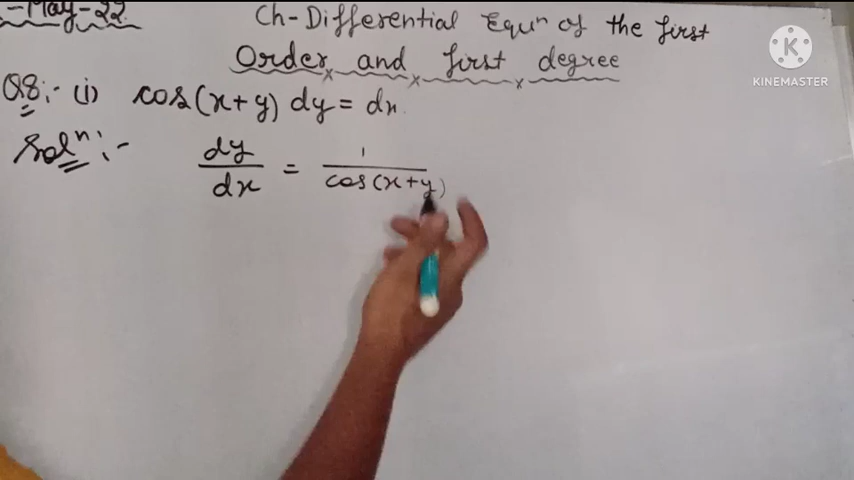 -May-22.
Ch-Differential Equⁿ of the first
Order and first degree
KINEMASTER
Q8:- (i) cos(x+y) dy = dx.
Solⁿ:- dy/dx = 1/cos(x+y)